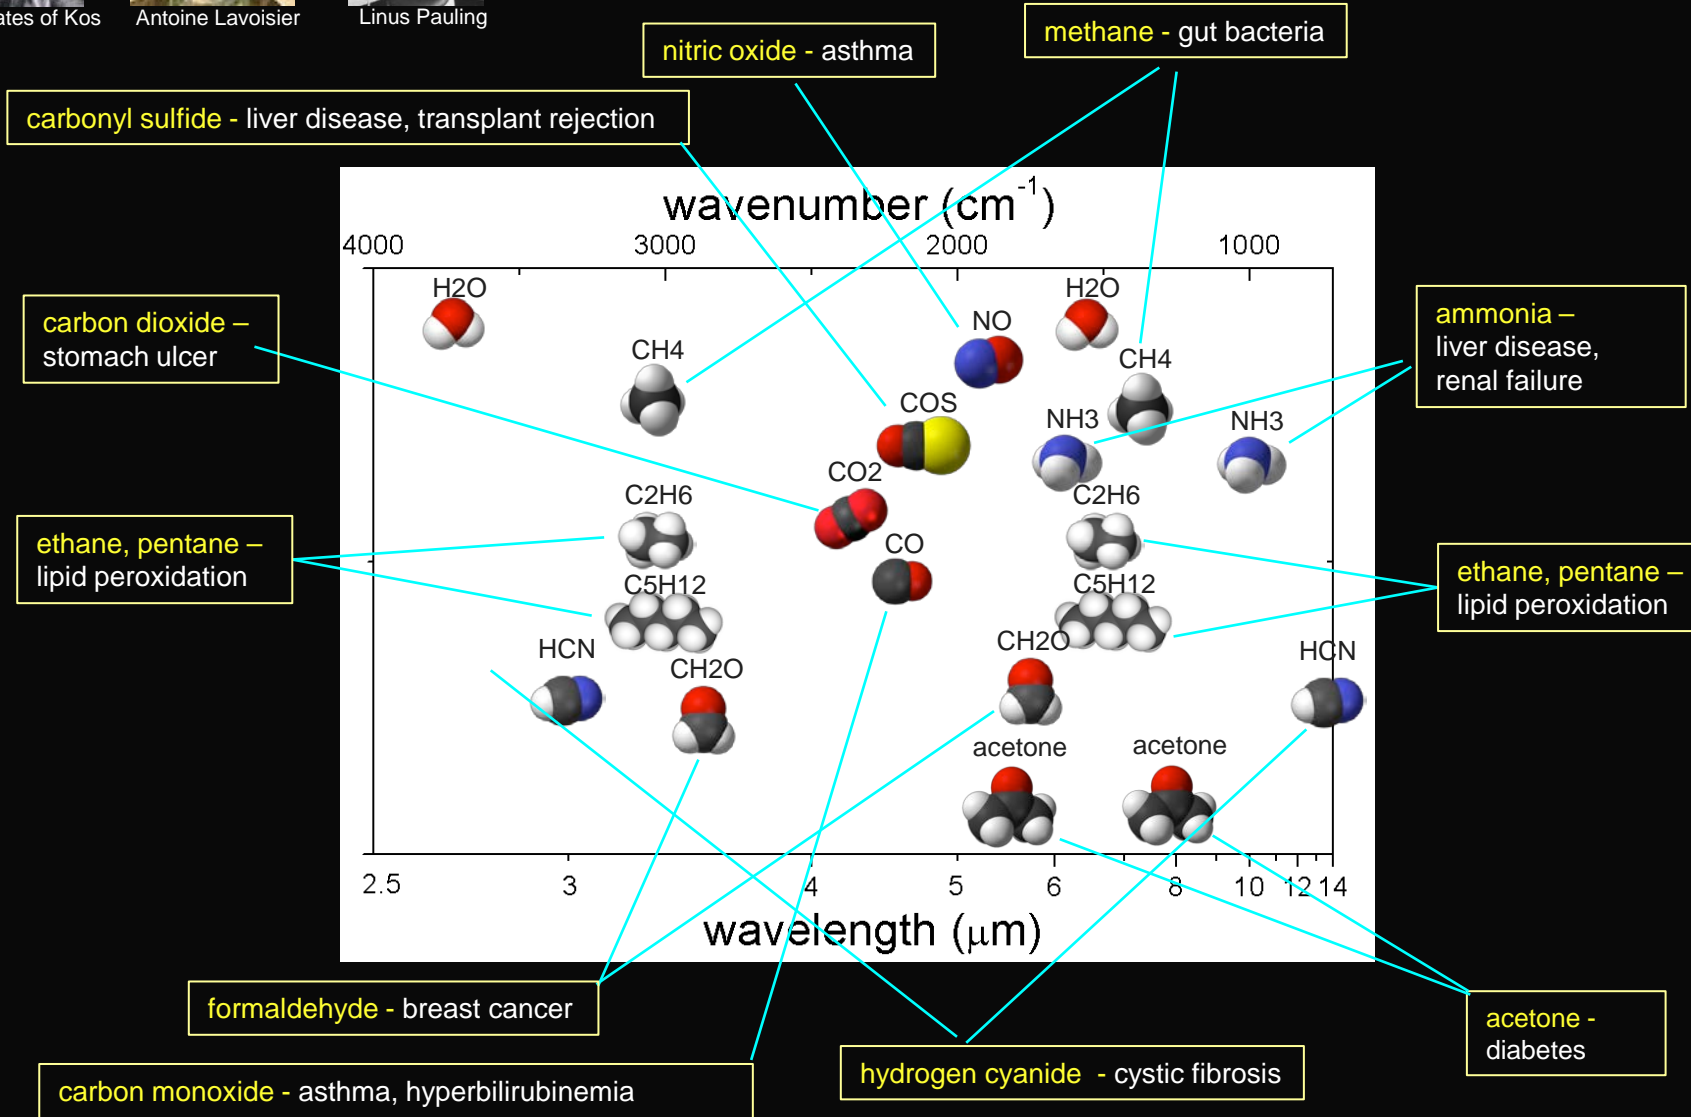 ates of Kos
Antoine Lavoisier
Linus Pauling
nitric oxide - asthma
methane - gut bacteria
carbonyl sulfide - liver disease, transplant rejection
wavenumber (cm-1)
4000 3000 2000 1000
H2O
H2O
carbon dioxide –
stomach ulcer
NO
CH4
CH4
ammonia –
liver disease,
renal failure
COS
NH3
NH3
CO2
C2H6
C2H6
ethane, pentane –
lipid peroxidation
CO
C5H12
C5H12
ethane, pentane –
lipid peroxidation
HCN
CH2O
CH2O
HCN
acetone
acetone
2.5 3 4 5 6 8 10 12 14
wavelength (μm)
formaldehyde - breast cancer
acetone -
diabetes
hydrogen cyanide - cystic fibrosis
carbon monoxide - asthma, hyperbilirubinemia